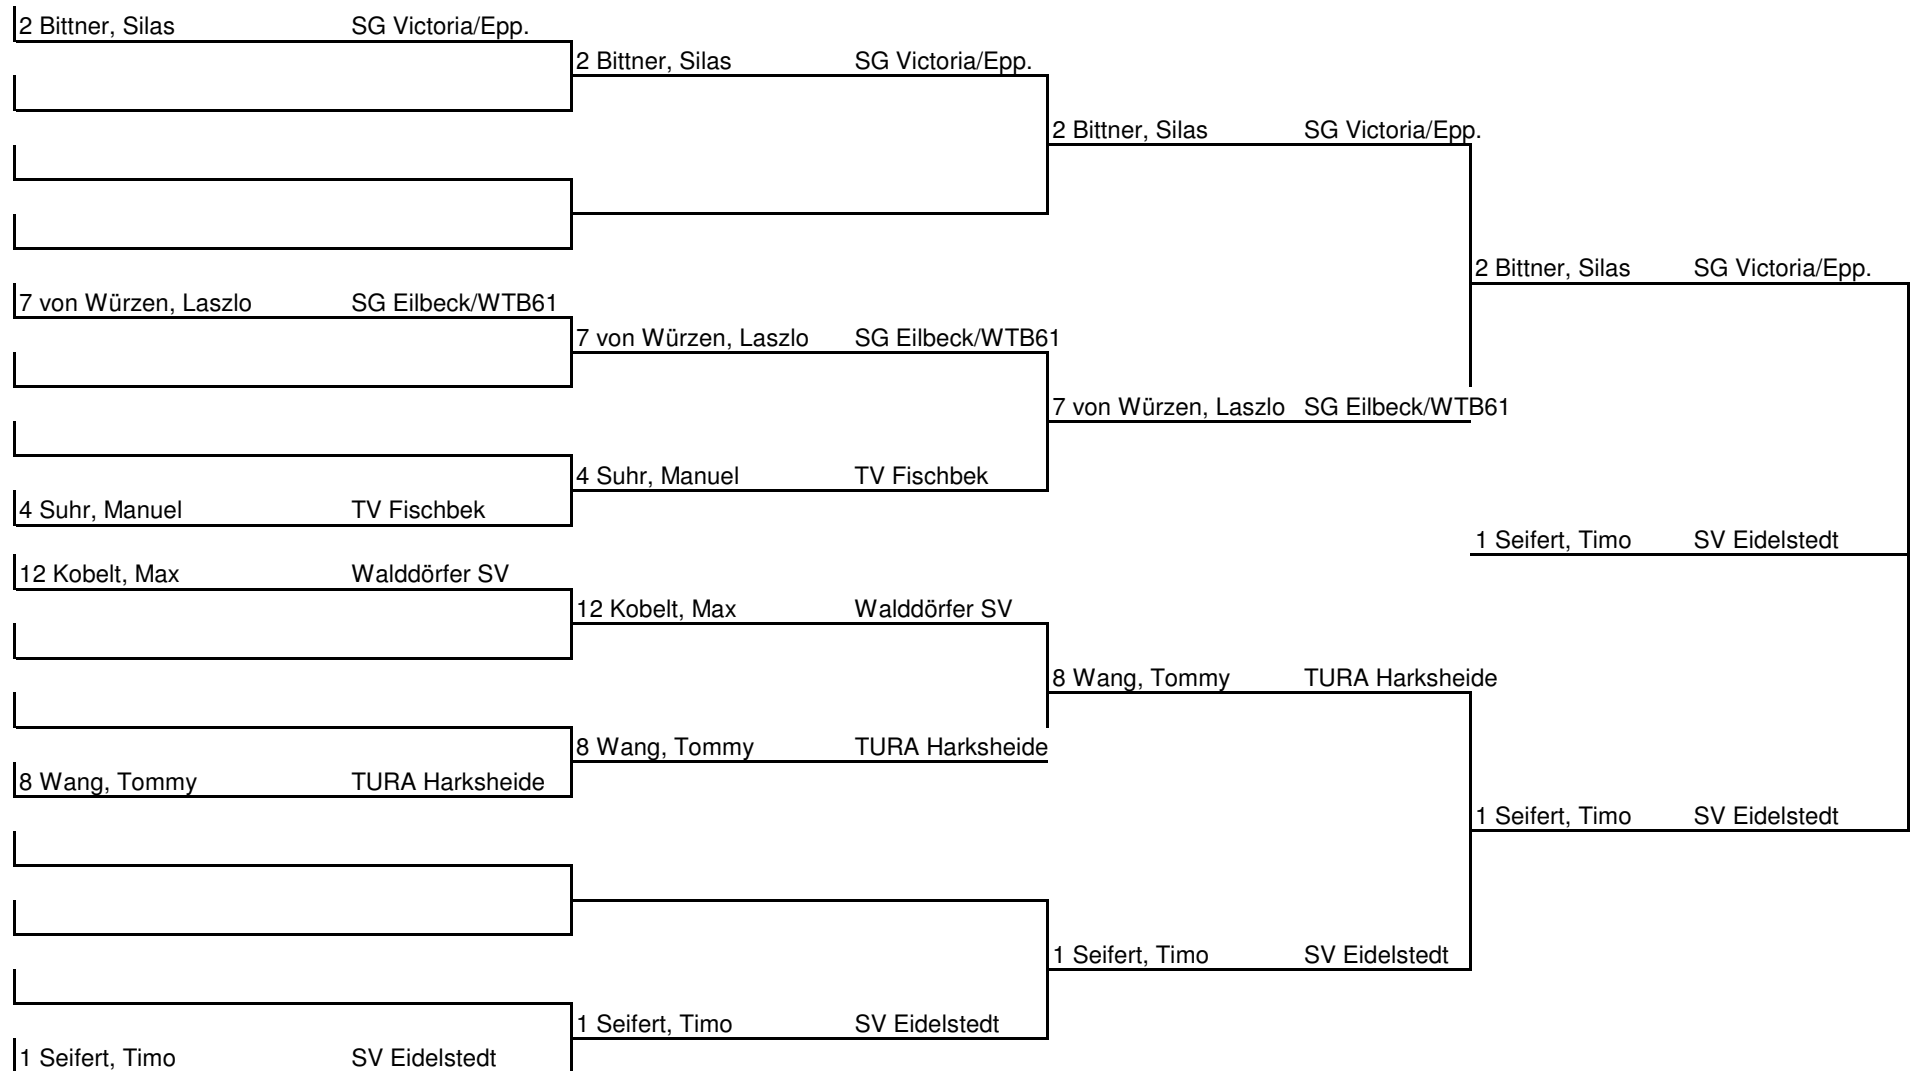 2 Bittner, Silas SG Victoria/Epp.
2 Bittner, Silas SG Victoria/Epp.
2 Bittner, Silas SG Victoria/Epp.
2 Bittner, Silas SG Victoria/Epp.
7 von Würzen, Laszlo SG Eilbeck/WTB61
7 von Würzen, Laszlo SG Eilbeck/WTB61
7 von Würzen, Laszlo SG Eilbeck/WTB61
4 Suhr, Manuel TV Fischbek
4 Suhr, Manuel TV Fischbek
1 Seifert, Timo SV Eidelstedt
12 Kobelt, Max Walddörfer SV
12 Kobelt, Max Walddörfer SV
8 Wang, Tommy TURA Harksheide
8 Wang, Tommy TURA Harksheide
8 Wang, Tommy TURA Harksheide
1 Seifert, Timo SV Eidelstedt
1 Seifert, Timo SV Eidelstedt
1 Seifert, Timo SV Eidelstedt
1 Seifert, Timo SV Eidelstedt